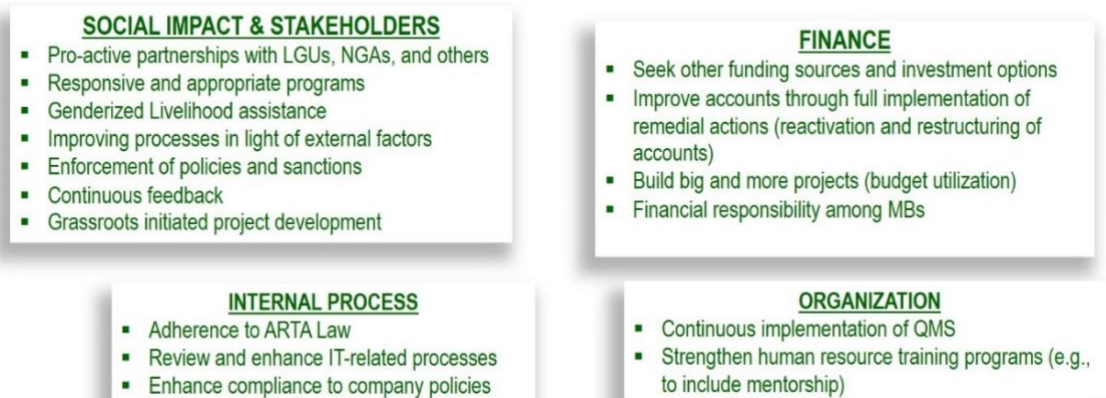 SOCIAL IMPACT & STAKEHOLDERS
▪ Pro-active partnerships with LGUs, NGAs, and others
▪ Responsive and appropriate programs
▪ Genderized Livelihood assistance
▪ Improving processes in light of external factors
▪ Enforcement of policies and sanctions
▪ Continuous feedback
▪ Grassroots initiated project development
FINANCE
▪ Seek other funding sources and investment options
▪ Improve accounts through full implementation of
remedial actions (reactivation and restructuring of
accounts)
▪ Build big and more projects (budget utilization)
▪ Financial responsibility among MBs
INTERNAL PROCESS
▪ Adherence to ARTA Law
▪ Review and enhance IT-related processes
▪ Enhance compliance to company policies
ORGANIZATION
▪ Continuous implementation of QMS
▪ Strengthen human resource training programs (e.g.,
to include mentorship)